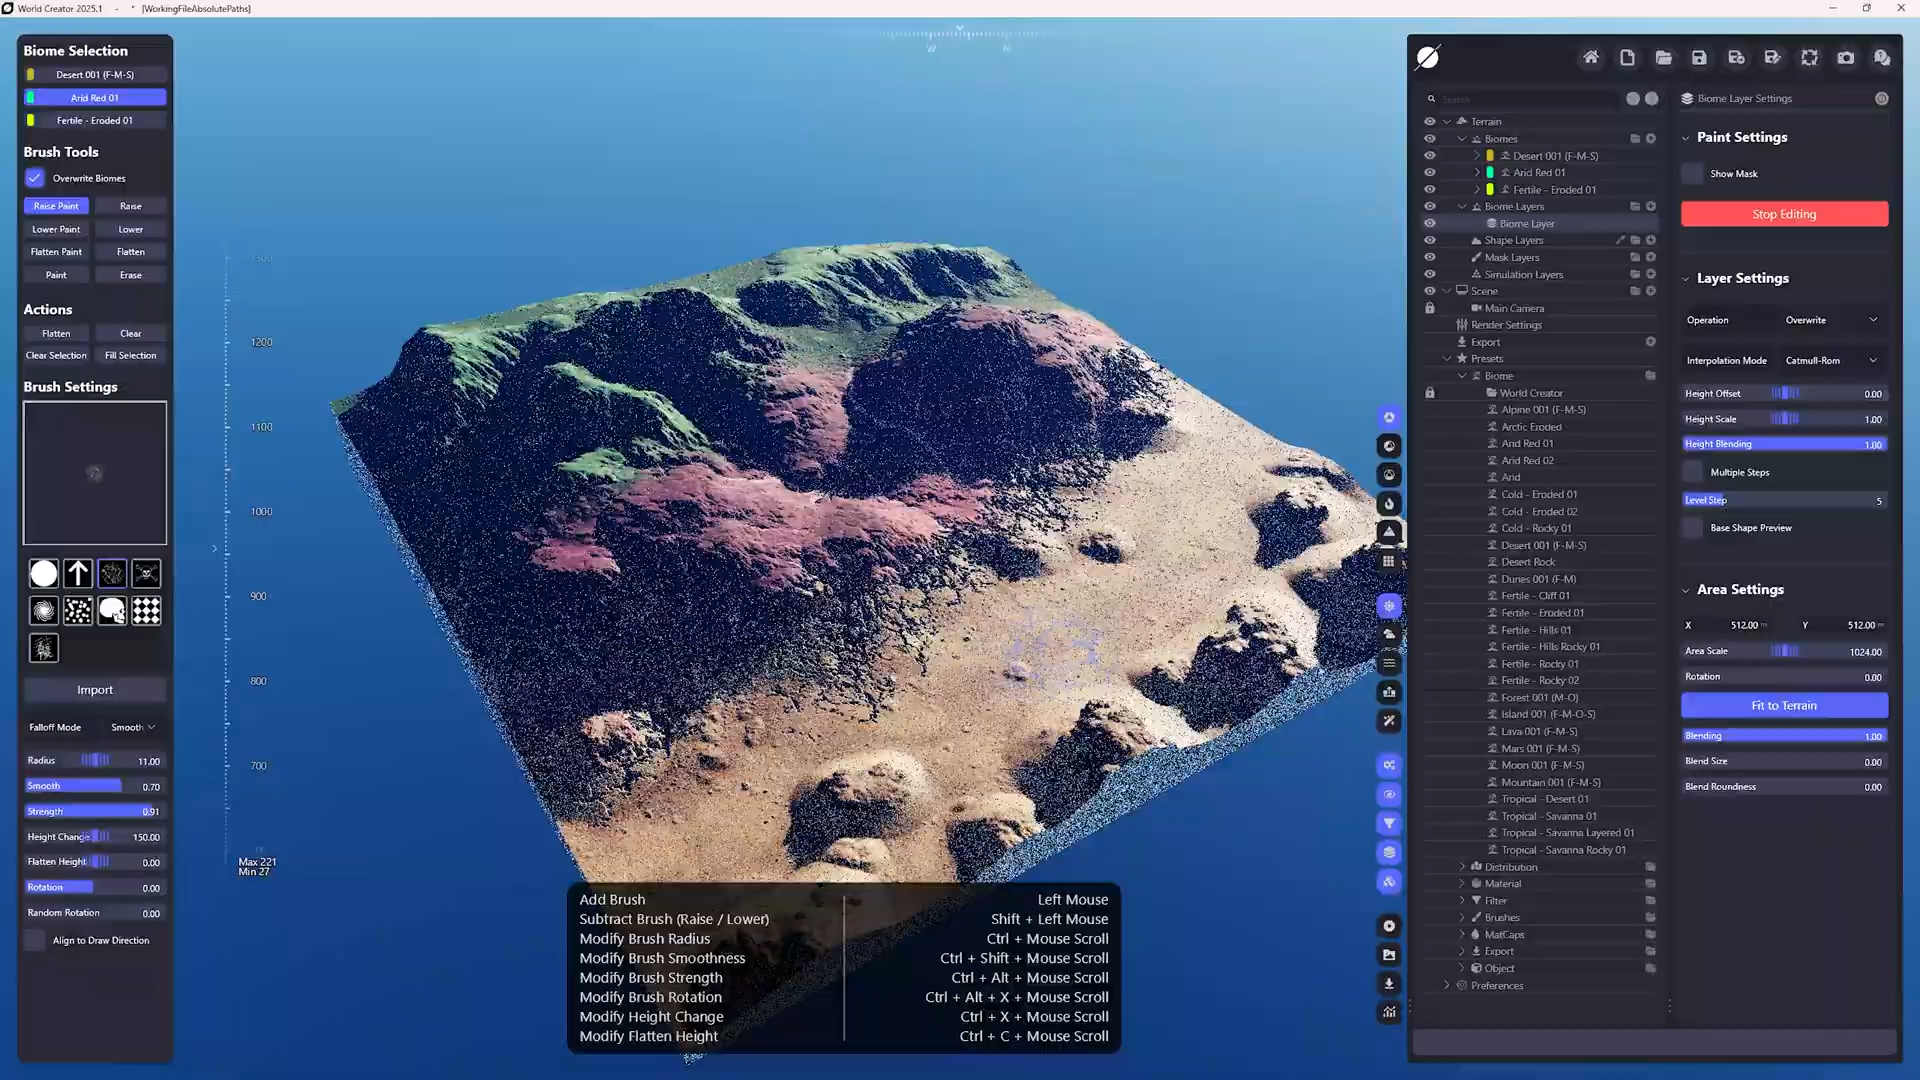 World Creator 2025.1 - * [WorkingFileAbsolutePaths]
Biome Selection
Desert 001 (F-M-S)
Arid Red 01
Fertile - Eroded 01
Brush Tools
Overwrite Biomes
Raise Paint Raise
Lower Paint Lower
Flatten Paint Flatten
Paint Erase
Actions
Flatten Clear
Clear Selection Fill Selection
Brush Settings
Import
Falloff Mode Smooth
Radius 11.00
Smooth 0.70
Strength 0.91
Height Change 150.00
Flatten Height 0.00
Rotation 0.00
Random Rotation 0.00
Align to Draw Direction
W N
1300
1200
1100
1000
900
800
700
Max 221
Min 27
Add Brush Left Mouse
Subtract Brush (Raise / Lower) Shift + Left Mouse
Modify Brush Radius Ctrl + Mouse Scroll
Modify Brush Smoothness Ctrl + Shift + Mouse Scroll
Modify Brush Strength Ctrl + Alt + Mouse Scroll
Modify Brush Rotation Ctrl + Alt + X + Mouse Scroll
Modify Height Change Ctrl + X + Mouse Scroll
Modify Flatten Height Ctrl + C + Mouse Scroll
Search
Terrain
Biomes
Desert 001 (F-M-S)
Arid Red 01
Fertile - Eroded 01
Biome Layers
Biome Layer
Shape Layers
Mask Layers
Simulation Layers
Scene
Main Camera
Render Settings
Export
Presets
Biome
World Creator
Alpine 001 (F-M-S)
Arctic Eroded
Arid Red 01
Arid Red 02
Arid
Cold - Eroded 01
Cold - Eroded 02
Cold - Rocky 01
Desert 001 (F-M-S)
Desert Rock
Dunes 001 (F-M)
Fertile - Cliff 01
Fertile - Eroded 01
Fertile - Hills 01
Fertile - Hills Rocky 01
Fertile - Rocky 01
Fertile - Rocky 02
Forest 001 (M-O)
Island 001 (F-M-O-S)
Lava 001 (F-M-S)
Mars 001 (F-M-S)
Moon 001 (F-M-S)
Mountain 001 (F-M-S)
Tropical - Desert 01
Tropical - Savanna 01
Tropical - Savanna Layered 01
Tropical - Savanna Rocky 01
Distribution
Material
Filter
Brushes
MatCaps
Export
Object
Preferences
Biome Layer Settings
Paint Settings
Show Mask
Stop Editing
Layer Settings
Operation Overwrite
Interpolation Mode Catmull-Rom
Height Offset 0.00
Height Scale 1.00
Height Blending 1.00
Multiple Steps
Level Step 5
Base Shape Preview
Area Settings
X 512.00 m Y 512.00 m
Area Scale 1024.00
Rotation 0.00
Fit to Terrain
Blending 1.00
Blend Size 0.00
Blend Roundness 0.00